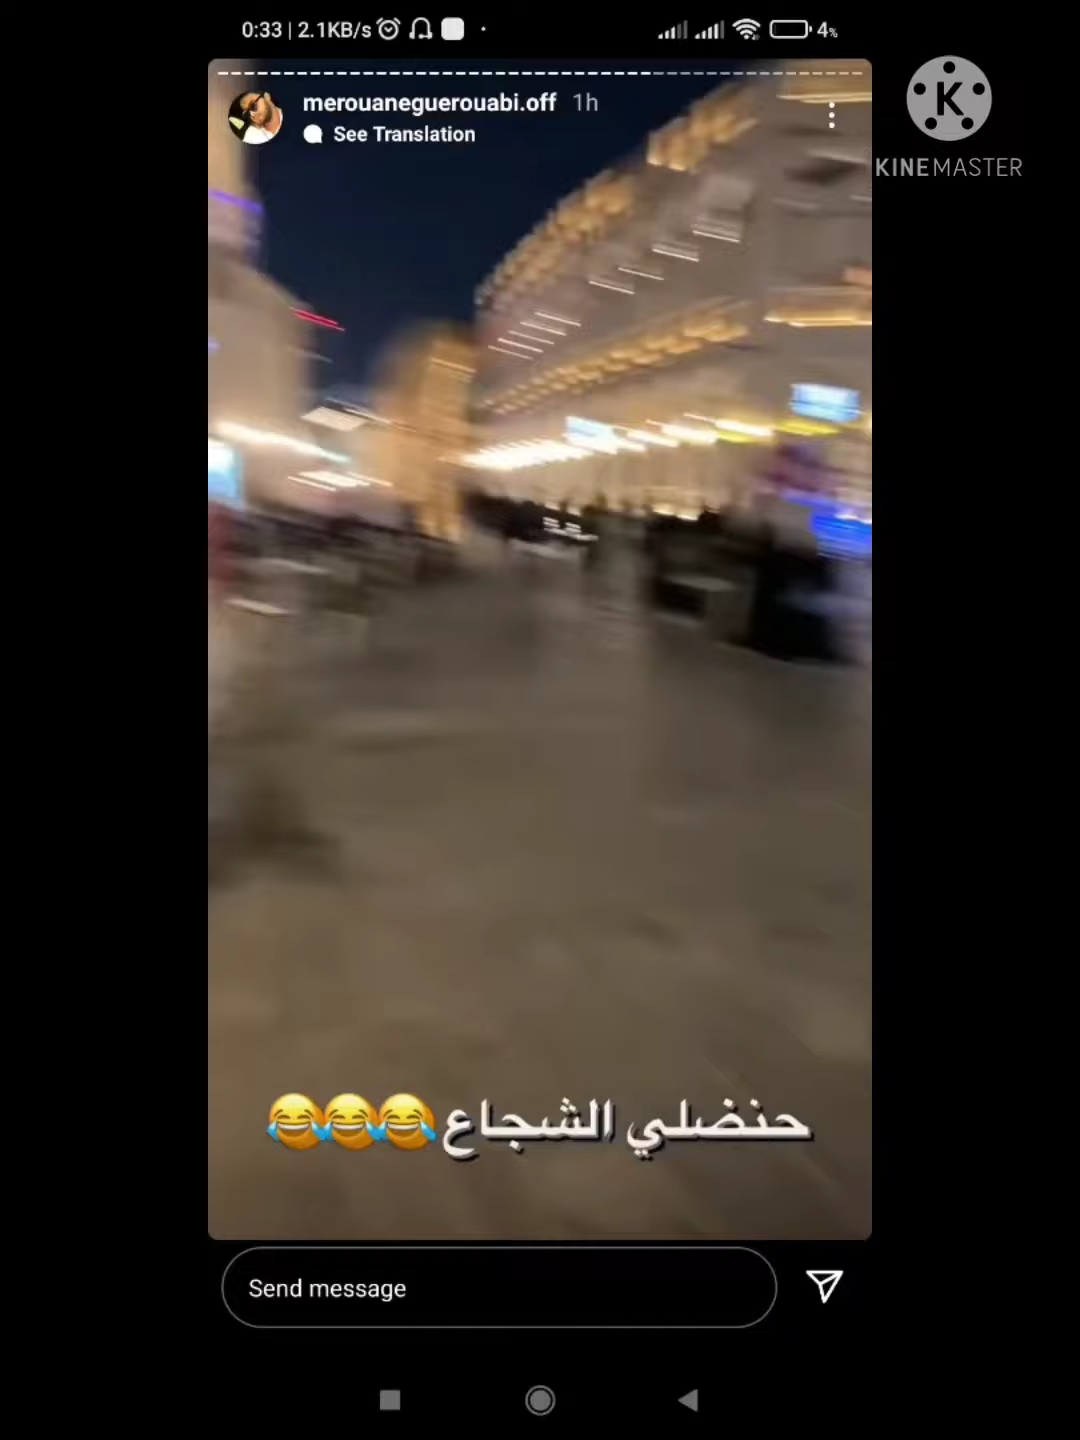 0:33 | 2.1KB/s
4%
merouaneguerouabi.off 1h
See Translation
K
KINEMASTER
حنضلي الشجاع 😂😂😂
Send message